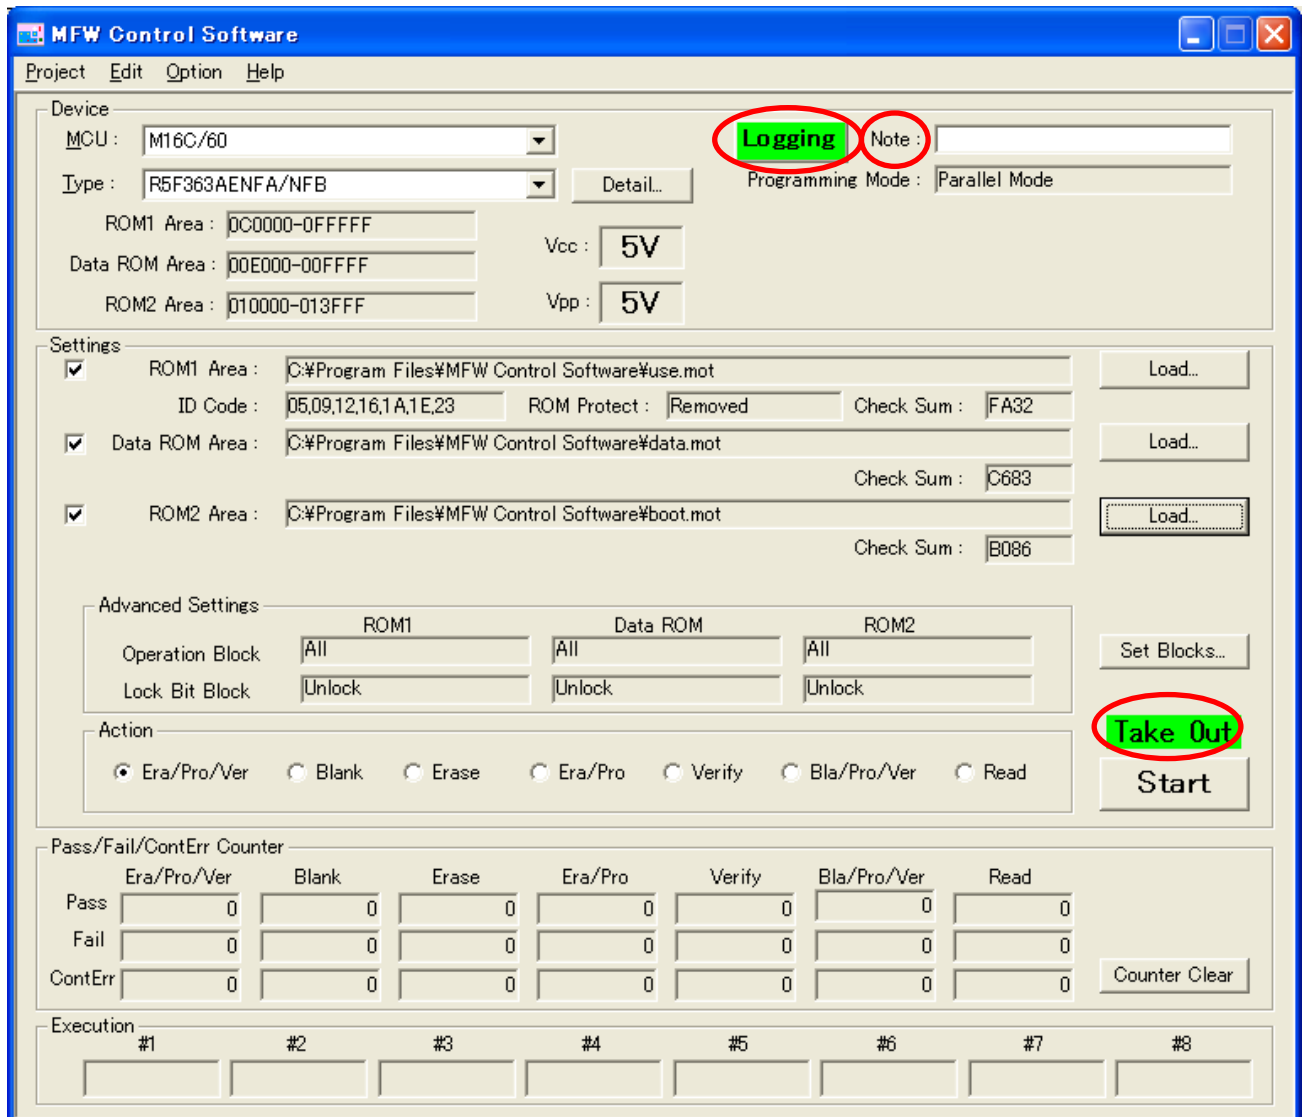 MFW Control Software
Project Edit Option Help
Device
MCU : M16C/60 Logging Note :
Type : R5F363AENFA/NFB Detail... Programming Mode : Parallel Mode
ROM1 Area : 0C0000-0FFFFF
Vcc : 5V
Data ROM Area : 00E000-00FFFF
ROM2 Area : 010000-013FFF Vpp : 5V
Settings
ROM1 Area : C:¥Program Files¥MFW Control Software¥use.mot Load...
ID Code : 05,09,12,16,1A,1E,23 ROM Protect : Removed Check Sum : FA32
Data ROM Area : C:¥Program Files¥MFW Control Software¥data.mot Load...
Check Sum : C683
ROM2 Area : C:¥Program Files¥MFW Control Software¥boot.mot Load...
Check Sum : B086
Advanced Settings
ROM1 Data ROM ROM2
Operation Block All All All Set Blocks...
Lock Bit Block Unlock Unlock Unlock
Take Out
Action
Era/Pro/Ver Blank Erase Era/Pro Verify Bla/Pro/Ver Read Start
Pass/Fail/ContErr Counter
Era/Pro/Ver Blank Erase Era/Pro Verify Bla/Pro/Ver Read
Pass 0 0 0 0 0 0 0
Fail 0 0 0 0 0 0 0
ContErr 0 0 0 0 0 0 0 Counter Clear
Execution
#1 #2 #3 #4 #5 #6 #7 #8